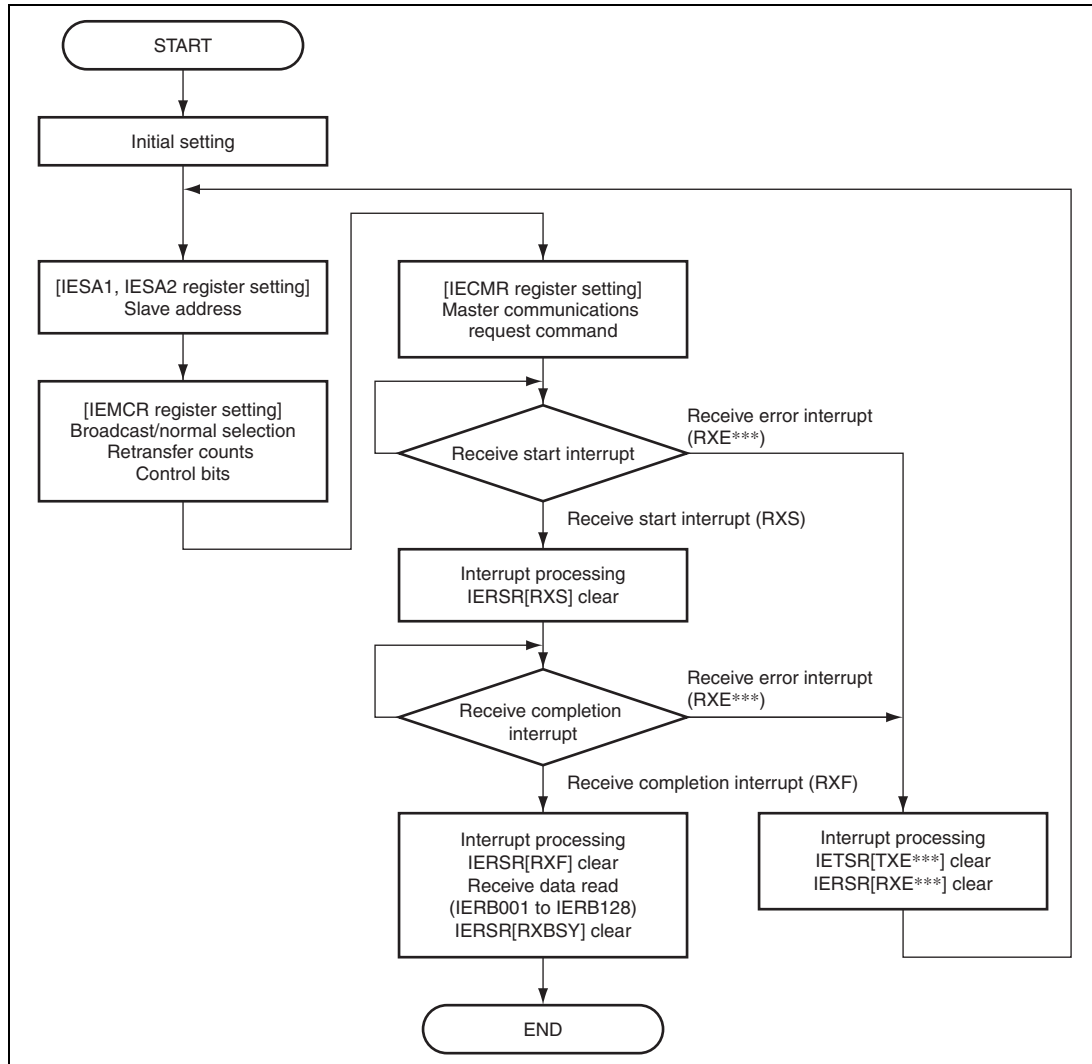 START
Initial setting
[IESA1, IESA2 register setting]
Slave address
[IEMCR register setting]
Broadcast/normal selection
Retransfer counts
Control bits
[IECMR register setting]
Master communications
request command
Receive start interrupt
Receive error interrupt
(RXE***)
Receive start interrupt (RXS)
Interrupt processing
IERSR[RXS] clear
Receive completion
interrupt
Receive error interrupt
(RXE***)
Receive completion interrupt (RXF)
Interrupt processing
IERSR[RXF] clear
Receive data read
(IERB001 to IERB128)
IERSR[RXBSY] clear
Interrupt processing
IETSR[TXE***] clear
IERSR[RXE***] clear
END